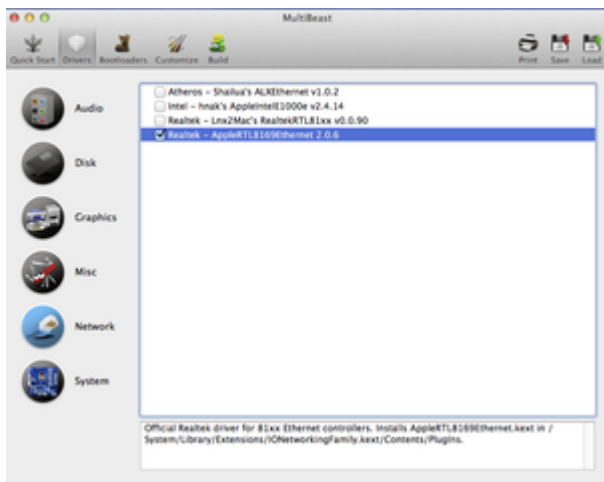 MultiBeast
Quick Start Drivers Bootloaders Customize Build Print Save Load
Audio
Disk
Graphics
Misc
Network
System
Atheros - Shailua's ALXEthernet v1.0.2
Intel - hnak's AppleIntelE1000e v2.4.14
Realtek - Lnx2Mac's RealtekRTL81xx v0.0.90
Realtek - AppleRTL8169Ethernet 2.0.6
Official Realtek driver for 81xx Ethernet controllers. Installs AppleRTL8169Ethernet.kext in /
System/Library/Extensions/IONetworkingFamily.kext/Contents/PlugIns.